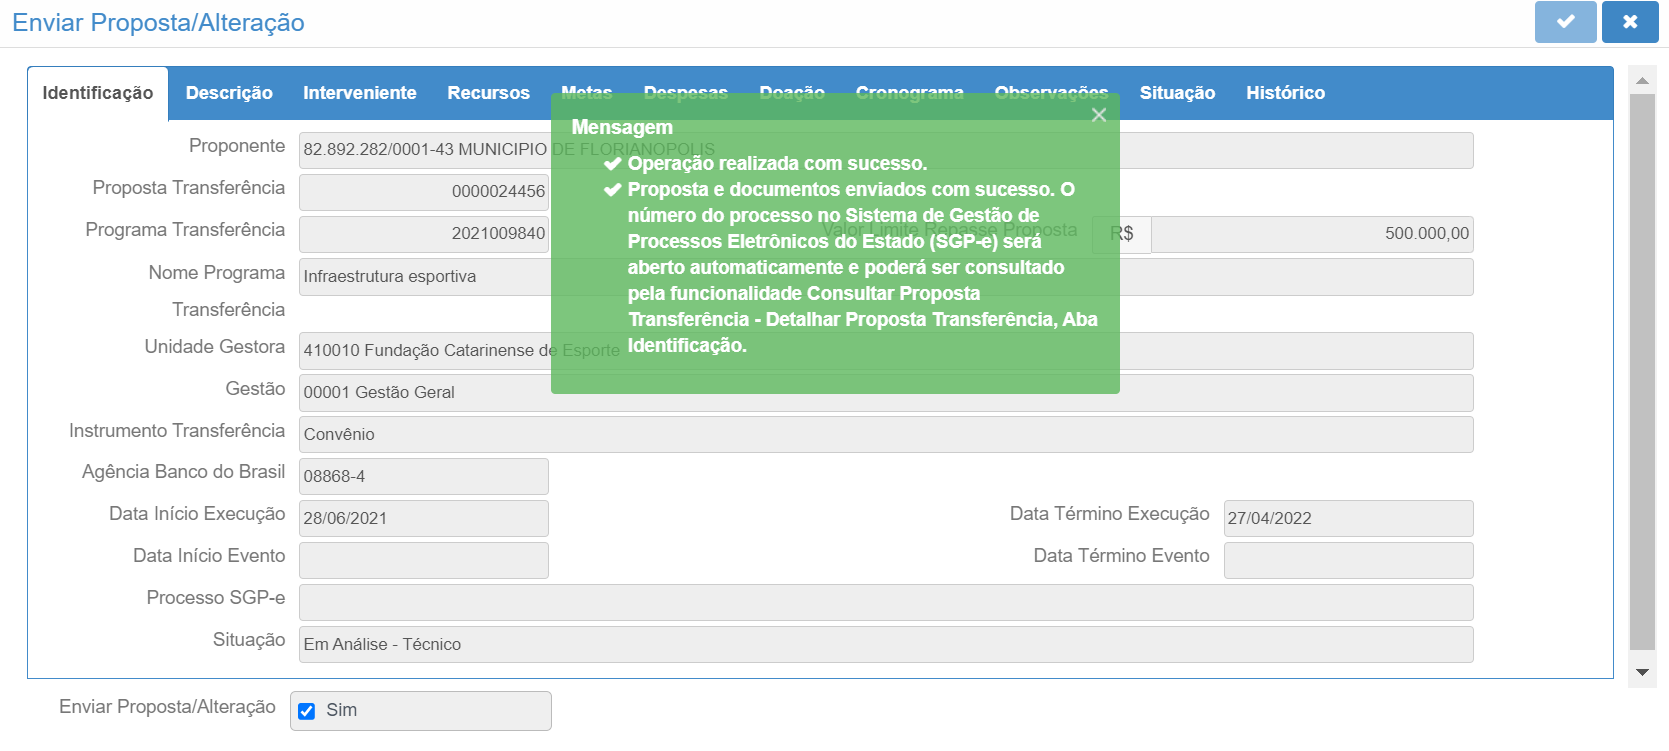 Enviar Proposta/Alteração
Identificação Descrição Interveniente Recursos Metas Despesas Doação Cronograma Observações Situação Histórico
Mensagem
Operação realizada com sucesso.
Proposta e documentos enviados com sucesso. O
número do processo no Sistema de Gestão de
Processos Eletrônicos do Estado (SGP-e) será
aberto automaticamente e poderá ser consultado
pela funcionalidade Consultar Proposta
Transferência - Detalhar Proposta Transferência, Aba
Identificação.
Proponente 82.892.282/0001-43 MUNICIPIO DE FLORIANOPOLIS
Proposta Transferência 0000024456
Programa Transferência 2021009840 Valor Limite Repasse Proposta R$ 500.000,00
Nome Programa Infraestrutura esportiva
Transferência
Unidade Gestora 410010 Fundação Catarinense de Esporte
Gestão 00001 Gestão Geral
Instrumento Transferência Convênio
Agência Banco do Brasil 08868-4
Data Início Execução 28/06/2021 Data Término Execução 27/04/2022
Data Início Evento Data Término Evento
Processo SGP-e
Situação Em Análise - Técnico
Enviar Proposta/Alteração Sim